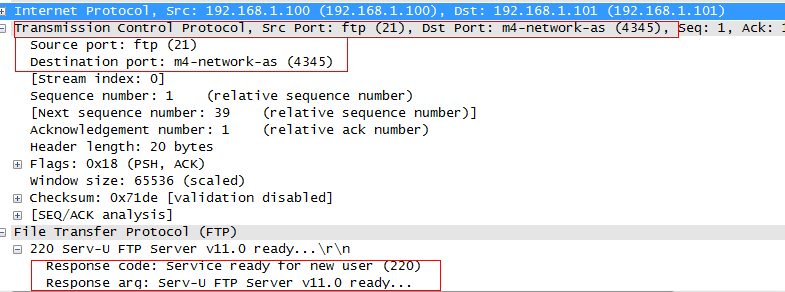 Internet Protocol, Src: 192.168.1.100 (192.168.1.100), Dst: 192.168.1.101 (192.168.1.101)
Transmission Control Protocol, Src Port: ftp (21), Dst Port: m4-network-as (4345), Seq: 1, Ack: 1
Source port: ftp (21)
Destination port: m4-network-as (4345)
[Stream index: 0]
Sequence number: 1 (relative sequence number)
[Next sequence number: 39 (relative sequence number)]
Acknowledgement number: 1 (relative ack number)
Header length: 20 bytes
Flags: 0x18 (PSH, ACK)
Window size: 65536 (scaled)
Checksum: 0x71de [validation disabled]
[SEQ/ACK analysis]
File Transfer Protocol (FTP)
220 Serv-U FTP Server v11.0 ready...\r\n
Response code: Service ready for new user (220)
Response arg: Serv-U FTP Server v11.0 ready...